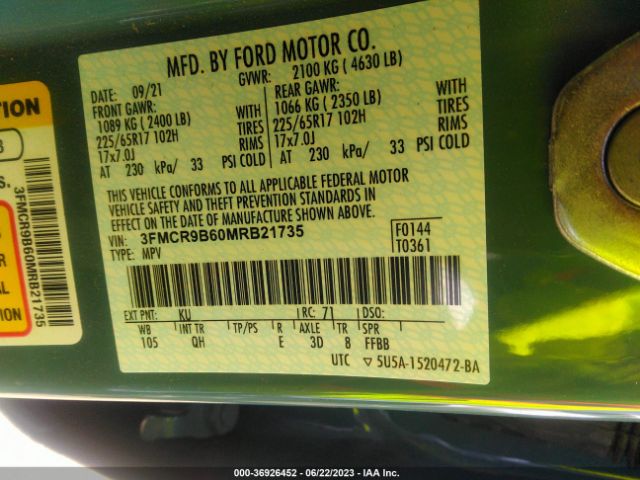 MFD. BY FORD MOTOR CO.
DATE: 09/21 GVWR: 2100 KG ( 4630 LB)
FRONT GAWR: REAR GAWR:
1089 KG ( 2400 LB) WITH 1066 KG ( 2350 LB) WITH
225/65R17 102H TIRES 225/65R17 102H TIRES
17x7.0J RIMS 17x7.0J RIMS
AT 230 kPa/ 33 PSI COLD AT 230 kPa/ 33 PSI COLD
THIS VEHICLE CONFORMS TO ALL APPLICABLE FEDERAL MOTOR
VEHICLE SAFETY AND THEFT PREVENTION STANDARDS IN
EFFECT ON THE DATE OF MANUFACTURE SHOWN ABOVE.
VIN: 3FMCR9B60MRB21735 F0144
TYPE: MPV T0361
EXT PNT: KU RC: 71 DSO:
WB INT TR TP/PS R AXLE TR SPR
105 QH E 3D 8 FFBB
UTC ▽ 5U5A-1520472-BA
TION
3
S.
3FMCR9B60MRB21735
R
AL
TION
000-36926452 - 06/22/2023 - IAA Inc.